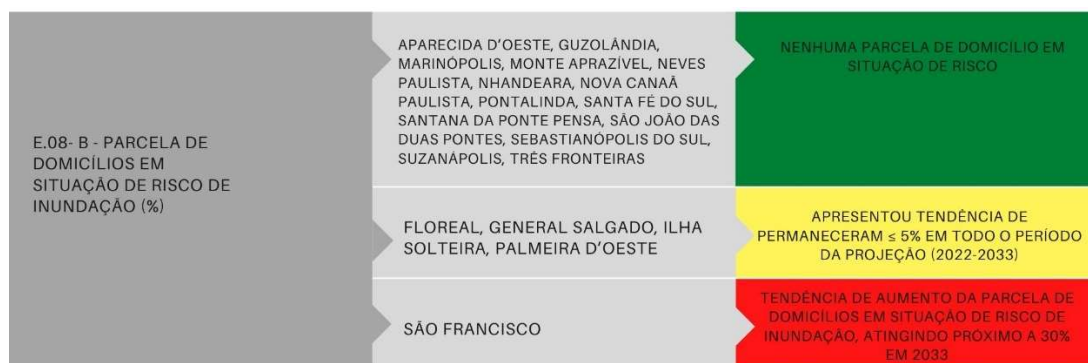 E.08- B - PARCELA DE
DOMICÍLIOS EM
SITUAÇÃO DE RISCO DE
INUNDAÇÃO (%)
APARECIDA D'OESTE, GUZOLÂNDIA,
MARINÓPOLIS, MONTE APRAZÍVEL, NEVES
PAULISTA, NHANDEARA, NOVA CANAÃ
PAULISTA, PONTALINDA, SANTA FÉ DO SUL,
SANTANA DA PONTE PENSA, SÃO JOÃO DAS
DUAS PONTES, SEBASTIANÓPOLIS DO SUL,
SUZANÁPOLIS, TRÊS FRONTEIRAS
NENHUMA PARCELA DE DOMICÍLIO EM
SITUAÇÃO DE RISCO
FLOREAL, GENERAL SALGADO, ILHA
SOLTEIRA, PALMEIRA D'OESTE
APRESENTOU TENDÊNCIA DE
PERMANECERAM ≤ 5% EM TODO O PERÍODO
DA PROJEÇÃO (2022-2033)
SÃO FRANCISCO
TENDÊNCIA DE AUMENTO DA PARCELA DE
DOMICÍLIOS EM SITUAÇÃO DE RISCO DE
INUNDAÇÃO, ATINGINDO PRÓXIMO A 30%
EM 2033